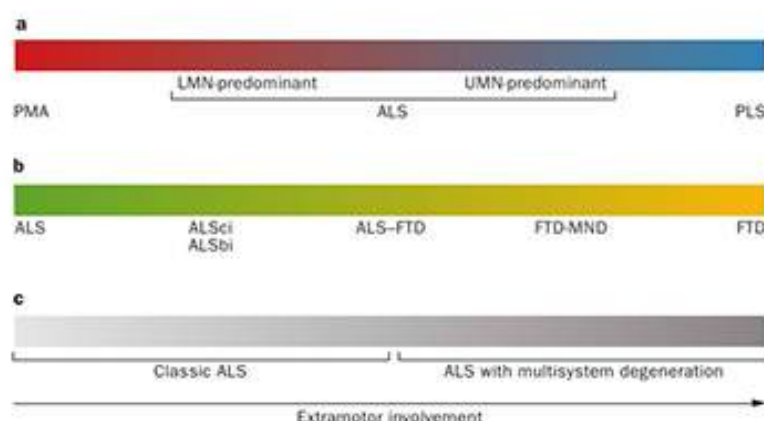 a
LMN-predominant UMN-predominant
PMA ALS PLS
b
ALS ALSci ALS–FTD FTD-MND FTD
ALSbi
c
Classic ALS ALS with multisystem degeneration
Extramotor involvement